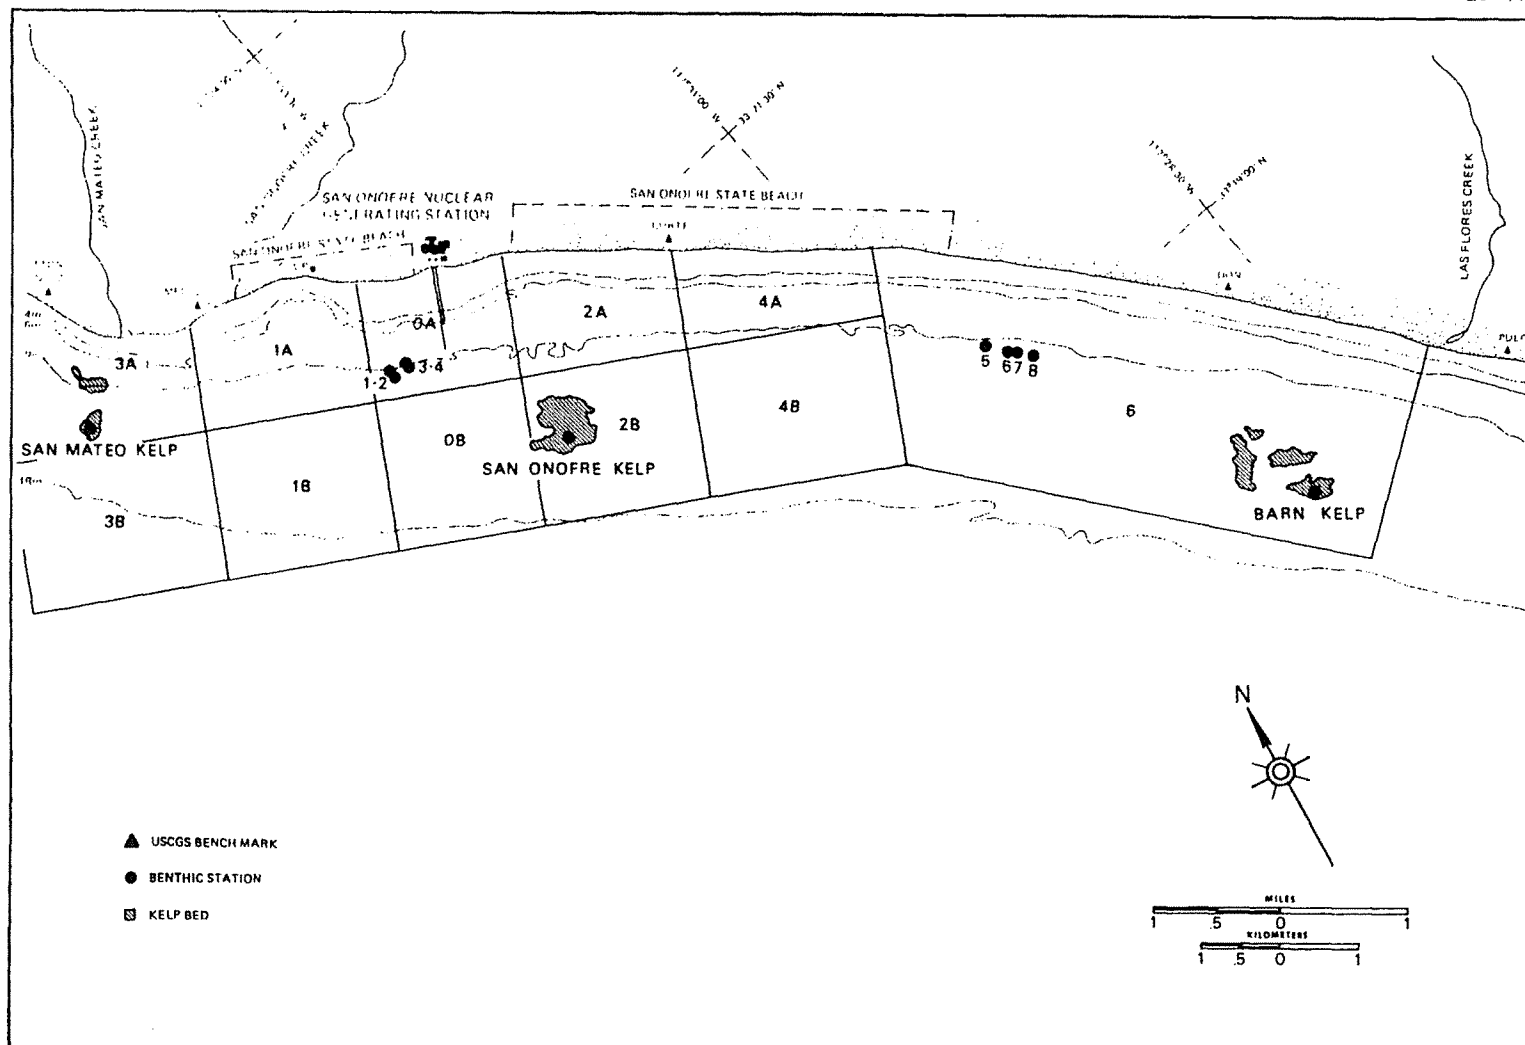 SAN MATEO CREEK
SAN ONOFRE NUCLEAR
GENERATING STATION
SAN ONOFRE STATE BEACH
SAN ONOFRE STATE BEACH
LAS FLORES CREEK
3A
1A
0A
2A
4A
1·2
3·4
5
6
7
8
6
SAN MATEO KELP
0B
2B
4B
SAN ONOFRE KELP
1B
3B
BARN KELP
N
USCGS BENCH MARK
BENTHIC STATION
KELP BED
MILES
1 .5 0 1
KILOMETERS
1 .5 0 1